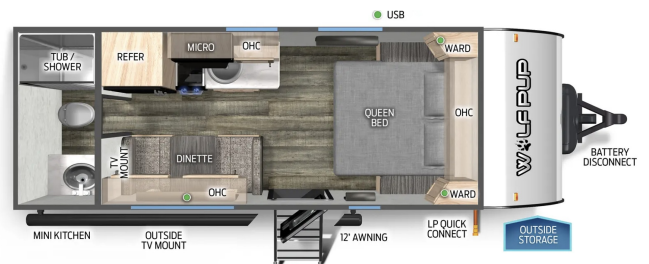 USB
TUB /
SHOWER
REFER
MICRO
OHC
WARD
QUEEN
BED
OHC
WOLF PUP
BATTERY
DISCONNECT
TV
MOUNT
DINETTE
OHC
WARD
MINI KITCHEN
OUTSIDE
TV MOUNT
12' AWNING
LP QUICK
CONNECT
OUTSIDE
STORAGE